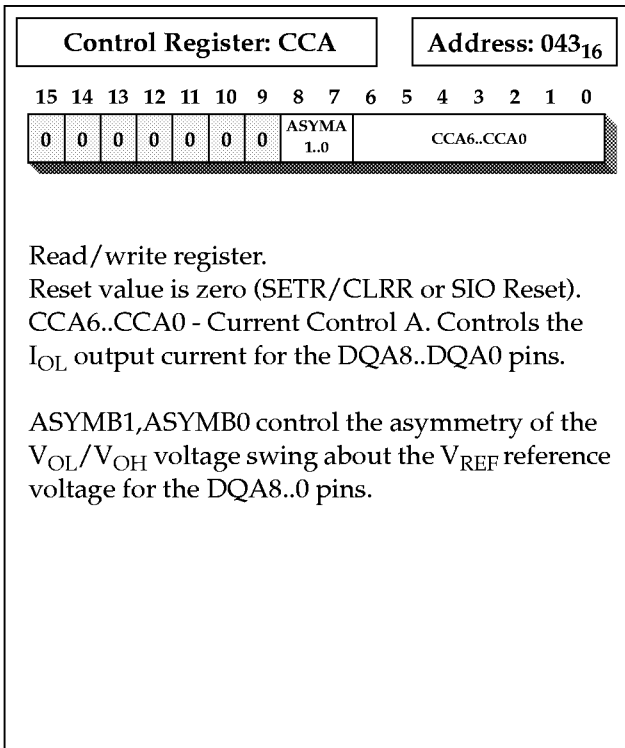 Control Register: CCA
Address: 043₁₆
15 14 13 12 11 10 9 8 7 6 5 4 3 2 1 0
0 0 0 0 0 0 0 ASYMA 1..0 CCA6..CCA0
Read/write register.
Reset value is zero (SETR/CLRR or SIO Reset).
CCA6..CCA0 - Current Control A. Controls the
I_OL output current for the DQA8..DQA0 pins.
ASYMB1,ASYMB0 control the asymmetry of the
V_OL/V_OH voltage swing about the V_REF reference
voltage for the DQA8..0 pins.